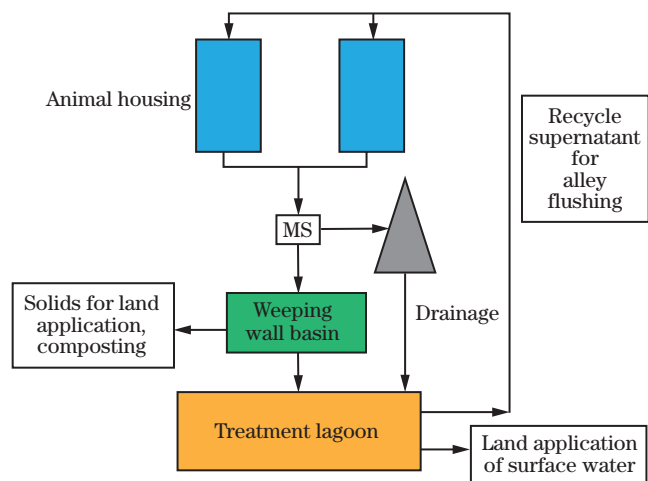 Animal housing
Recycle
supernatant
for
alley
flushing
MS
Solids for land
application,
composting
Weeping
wall basin
Drainage
Treatment lagoon
Land application
of surface water